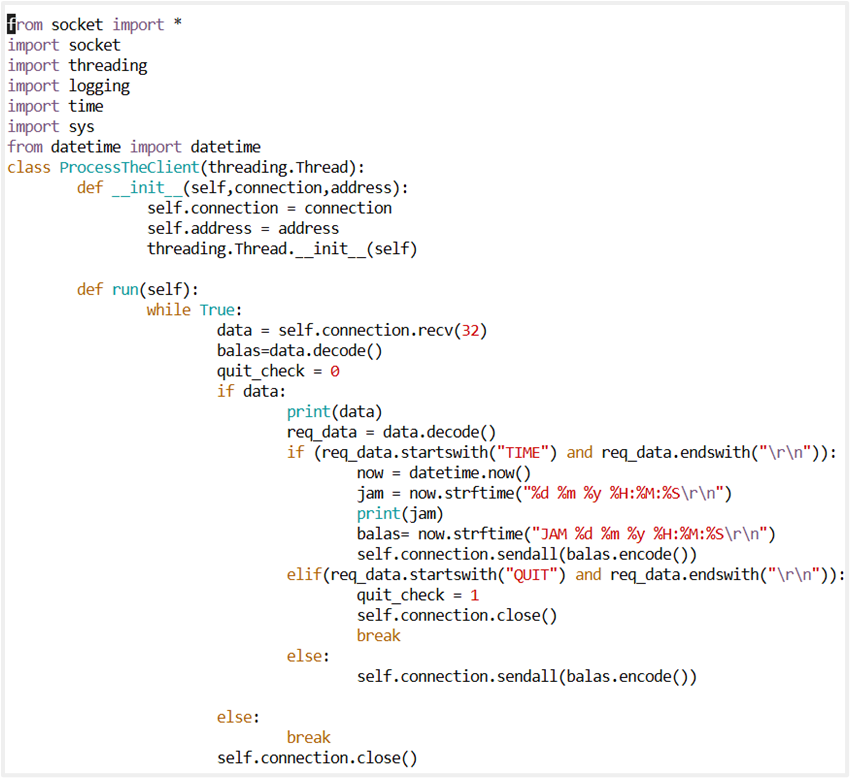 from socket import *
import socket
import threading
import logging
import time
import sys
from datetime import datetime
class ProcessTheClient(threading.Thread):
        def __init__(self,connection,address):
                self.connection = connection
                self.address = address
                threading.Thread.__init__(self)

        def run(self):
                while True:
                        data = self.connection.recv(32)
                        balas=data.decode()
                        quit_check = 0
                        if data:
                                print(data)
                                req_data = data.decode()
                                if (req_data.startswith("TIME") and req_data.endswith("\r\n")):
                                        now = datetime.now()
                                        jam = now.strftime("%d %m %y %H:%M:%S\r\n")
                                        print(jam)
                                        balas= now.strftime("JAM %d %m %y %H:%M:%S\r\n")
                                        self.connection.sendall(balas.encode())
                                elif(req_data.startswith("QUIT") and req_data.endswith("\r\n")):
                                        quit_check = 1
                                        self.connection.close()
                                        break
                                else:
                                        self.connection.sendall(balas.encode())

                        else:
                                break
                        self.connection.close()